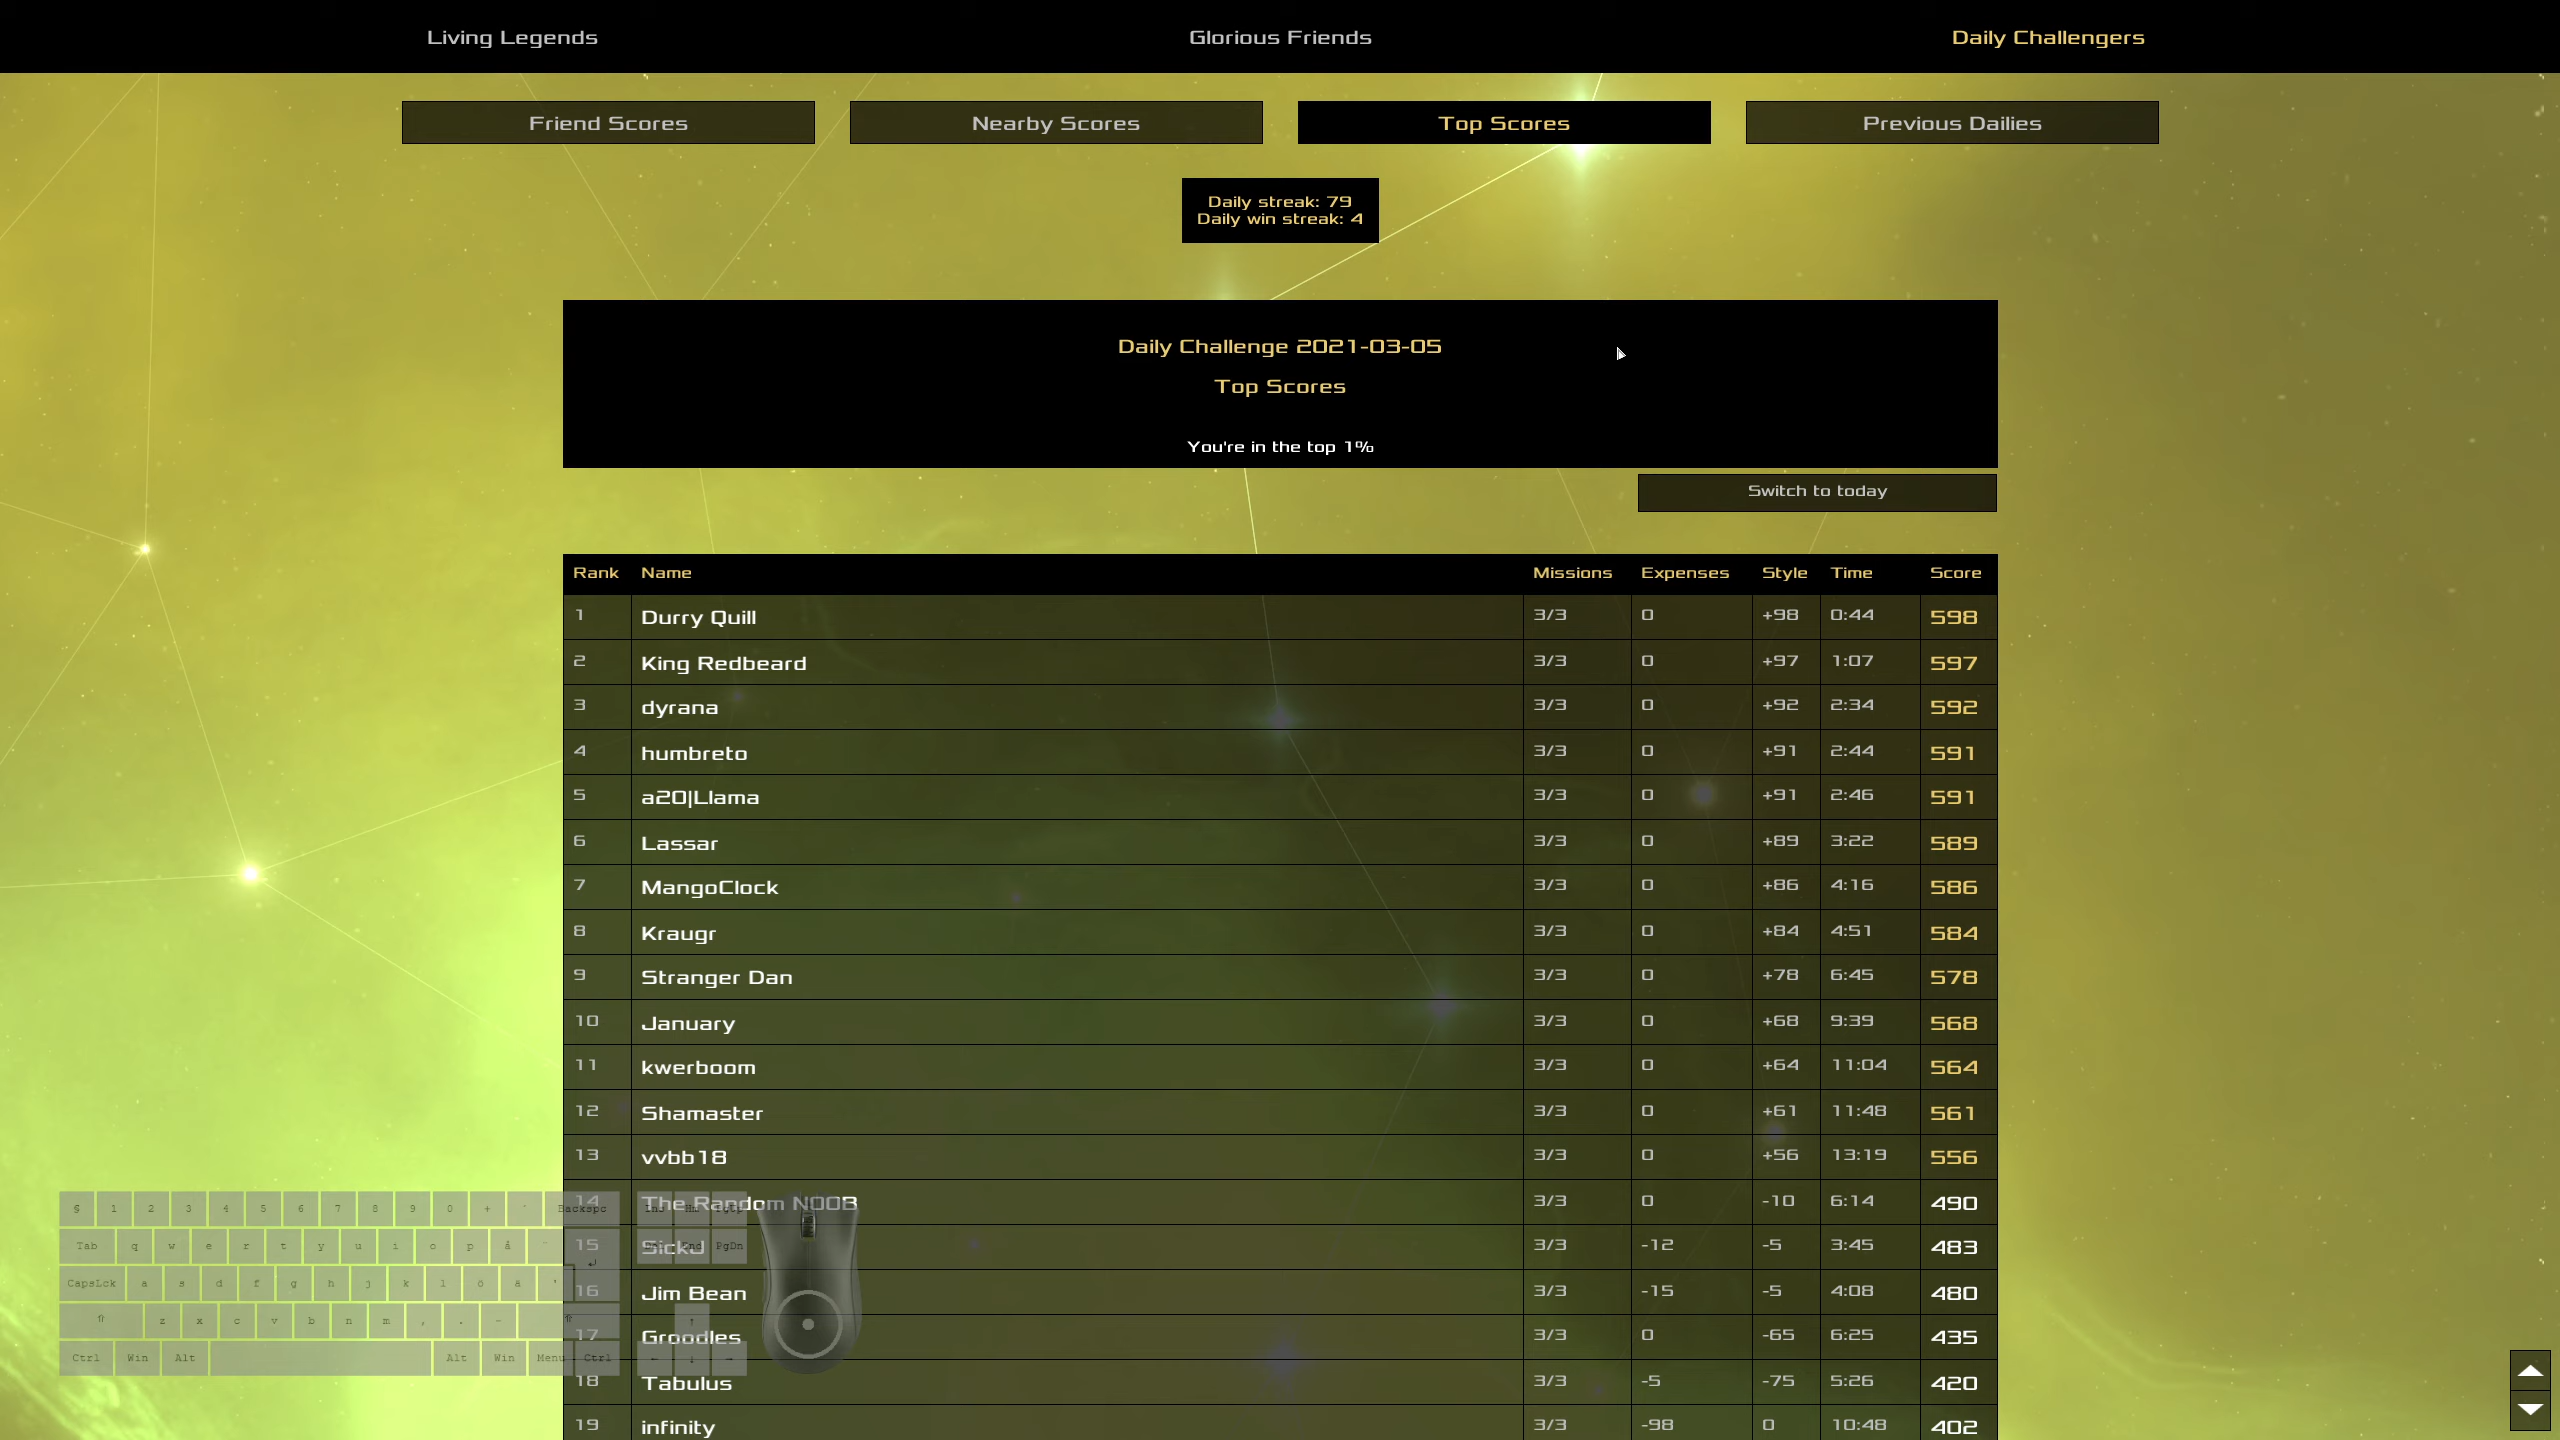 Living Legends Glorious Friends Daily Challengers
Friend Scores Nearby Scores Top Scores Previous Dailies
Daily streak: 79
Daily win streak: 4
Daily Challenge 2021-03-05
Top Scores
You're in the top 1%
Switch to today
Rank Name Missions Expenses Style Time Score
1 Durry Quill 3/3 0 +98 0:44 598
2 King Redbeard 3/3 0 +97 1:07 597
3 dyrana 3/3 0 +92 2:34 592
4 humbreto 3/3 0 +91 2:44 591
5 a20|Llama 3/3 0 +91 2:46 591
6 Lassar 3/3 0 +89 3:22 589
7 MangoClock 3/3 0 +86 4:16 586
8 Kraugr 3/3 0 +84 4:51 584
9 Stranger Dan 3/3 0 +78 6:45 578
10 January 3/3 0 +68 9:39 568
11 kwerboom 3/3 0 +64 11:04 564
12 Shamaster 3/3 0 +61 11:48 561
13 vvbb18 3/3 0 +56 13:19 556
14 The Random N00B 3/3 0 -10 6:14 490
15 SickJ 3/3 -12 -5 3:45 483
16 Jim Bean 3/3 -15 -5 4:08 480
17 Groodles 3/3 0 -65 6:25 435
18 Tabulus 3/3 -5 -75 5:26 420
19 infinity 3/3 -98 0 10:48 402
§ 1 2 3 4 5 6 7 8 9 0 + ´ Backspc
Tab q w e r t y u i o p å ¨ PgDn
CapsLck a s d f g h j k l ö ä '
z x c v b n m , . -
Ctrl Win Alt Alt Win Menu Ctrl